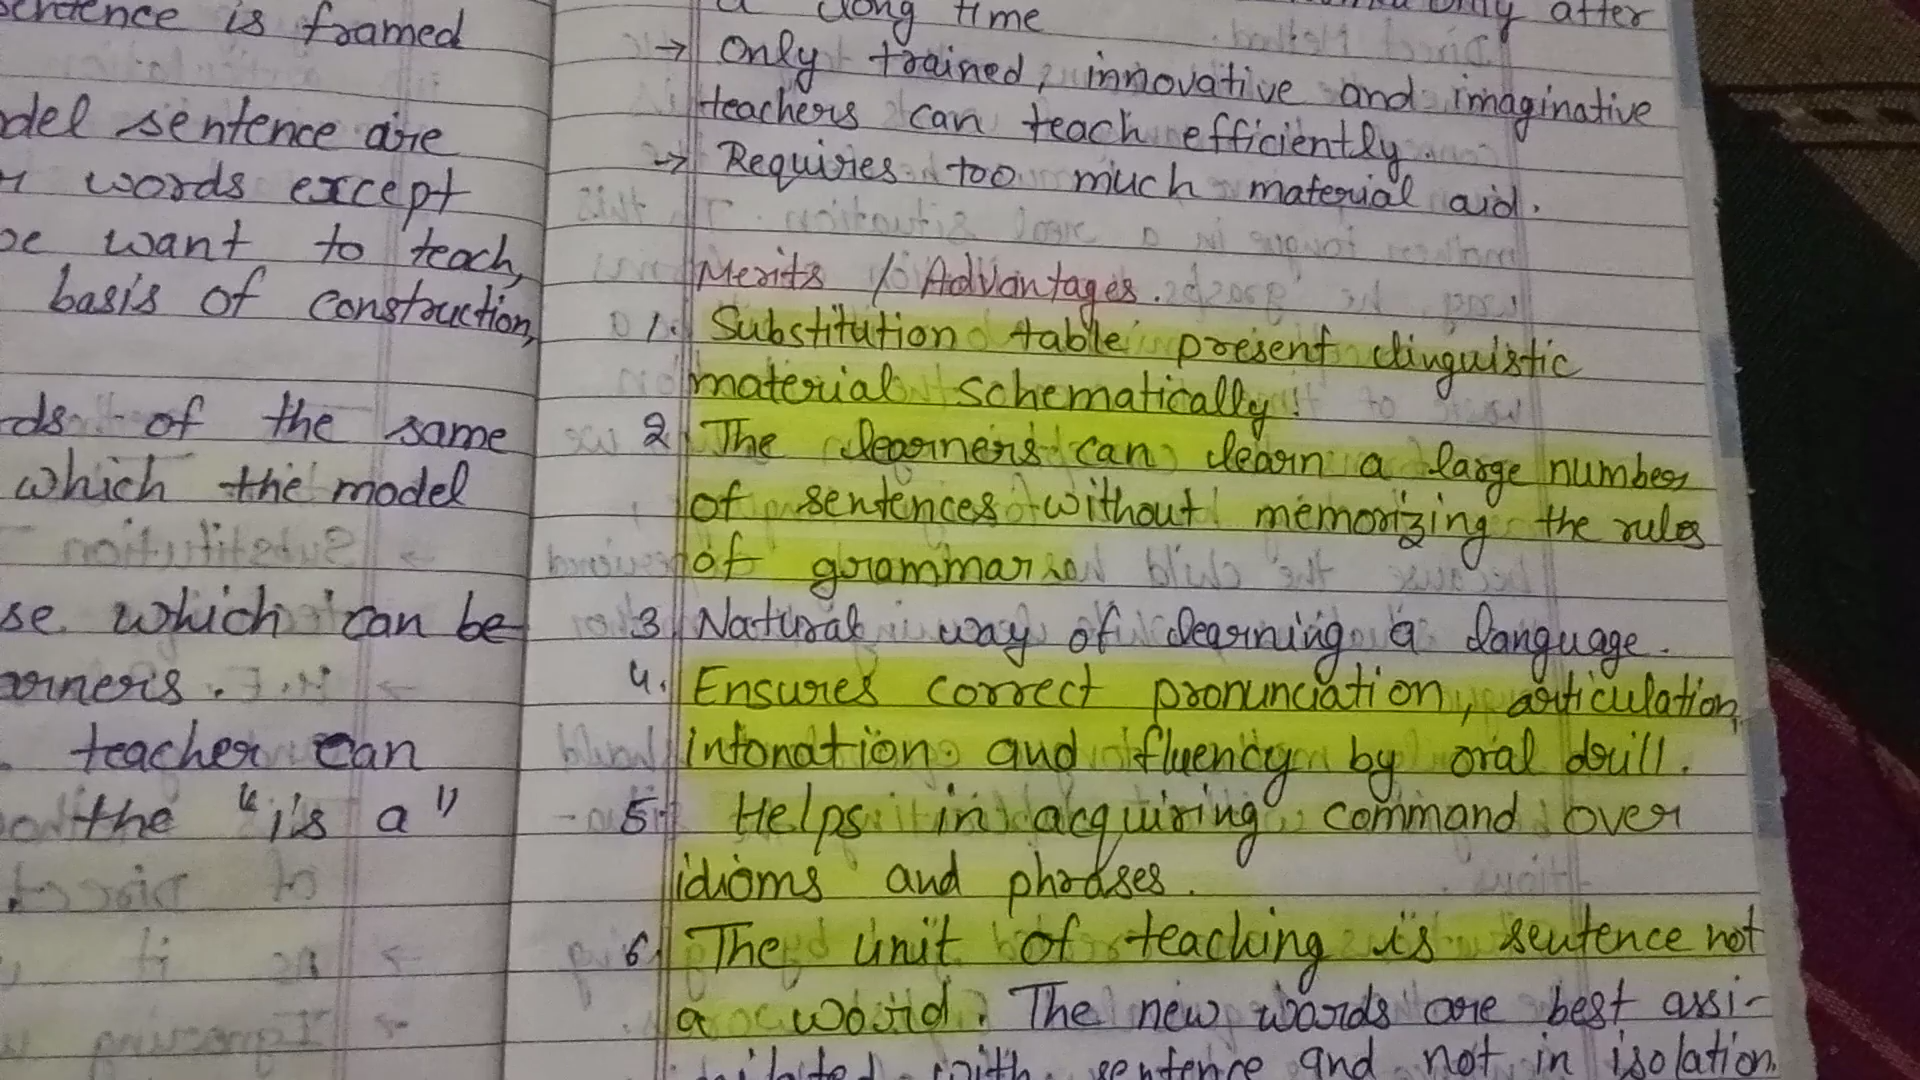 sentence is framed
del sentence are
words except
want to teach,
basis of construction,
of the same
which the model
se which can be
teacher can
the "is a"
a long time
only after
→ Only trained, innovative and imaginative
teachers can teach efficiently.
→ Requires too much material aid.
Merits / Advantages.
1. Substitution table present linguistic
material schematically.
2. The learners can learn a large number
of sentences without memorizing the rules
of grammar
3 Natural way of learning a language.
4. Ensures correct pronunciation, articulation,
intonation and fluency by oral drill.
5. Helps in acquiring command over
idioms and phrases.
6. The unit of teaching is sentence not
a word. The new words are best assi-
with sentence and not in isolation.